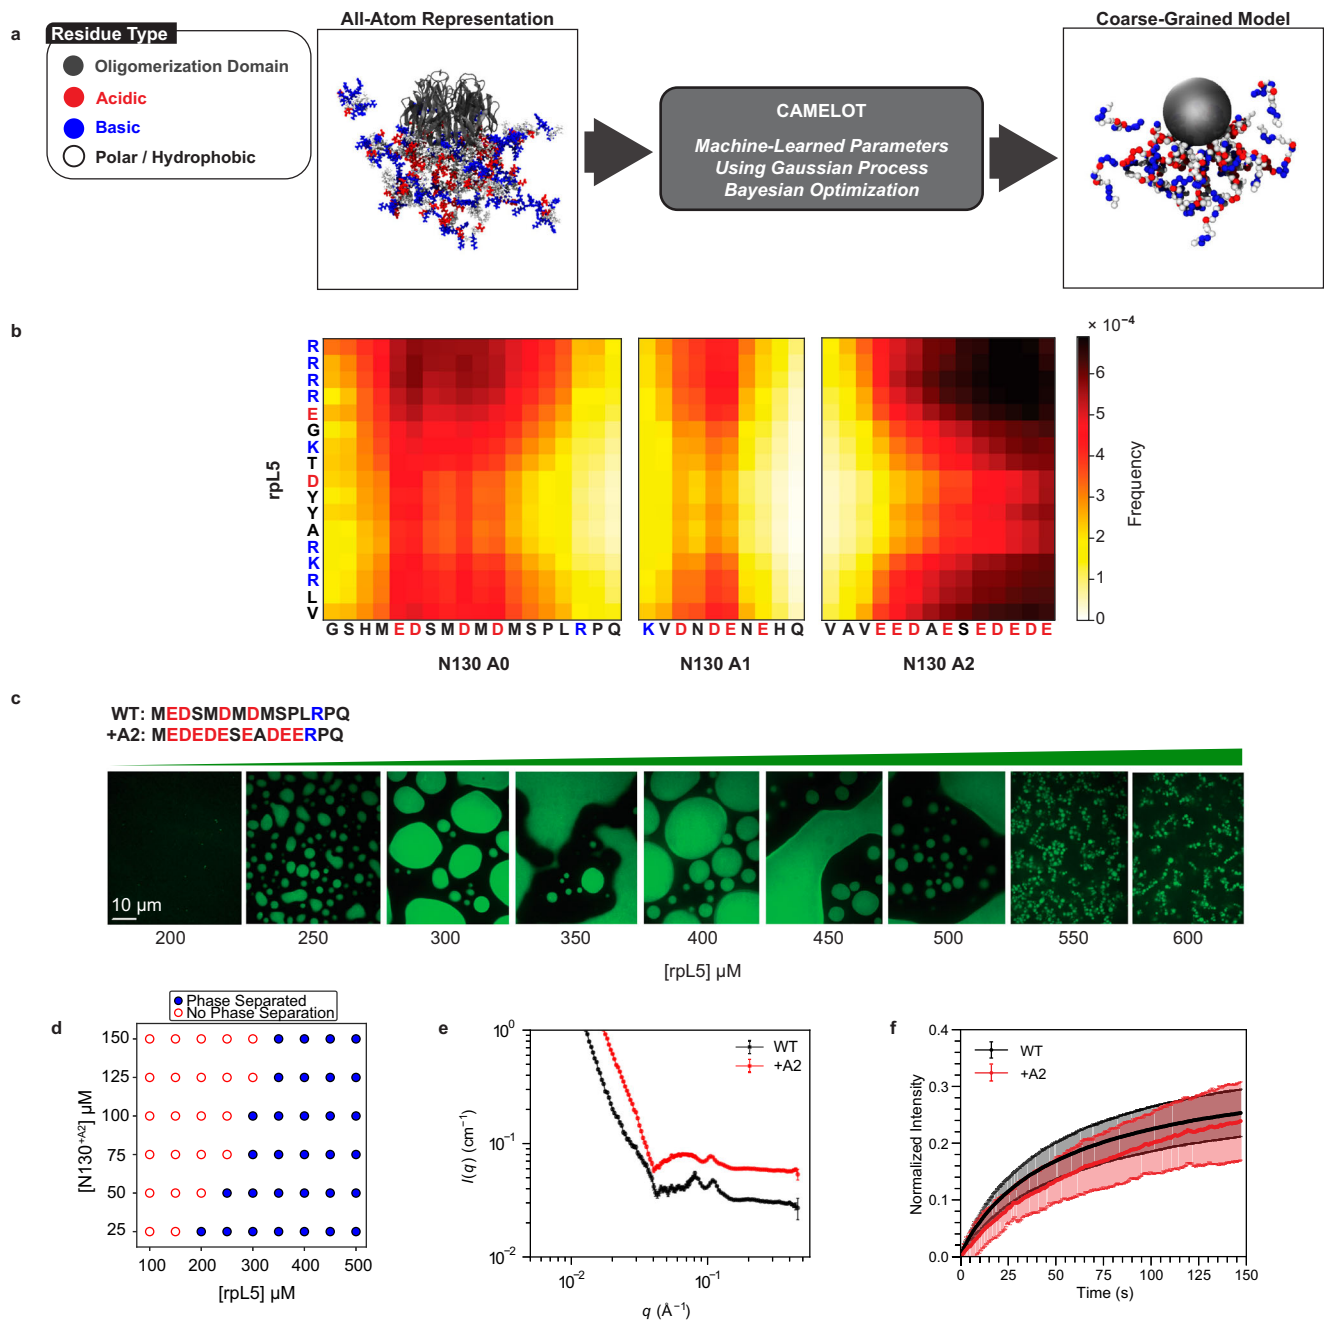 a
Residue Type
Oligomerization Domain
Acidic
Basic
Polar / Hydrophobic
All-Atom Representation
CAMELOT
Machine-Learned Parameters
Using Gaussian Process
Bayesian Optimization
Coarse-Grained Model
b
rpL5
R
R
R
R
E
G
K
T
D
Y
Y
A
R
K
R
L
V
G S H M E D S M D M D M S P L R P Q
K V D N D E N E H Q
V A V E E D A E S E D E D E
N130 A0
N130 A1
N130 A2
× 10⁻⁴
6
5
4
3
2
1
0
Frequency
c
WT: MEDSMDMDMSPLRPQ
+A2: MEDEDESEADEERPQ
10 µm
200 250 300 350 400 450 500 550 600
[rpL5] µM
d
Phase Separated
No Phase Separation
[N130⁺ᴬ²] µM
150
125
100
75
50
25
100 200 300 400 500
[rpL5] µM
e
WT
+A2
I(q) (cm⁻¹)
10⁰
10⁻¹
10⁻²
10⁻² 10⁻¹
q (Å⁻¹)
f
WT
+A2
Normalized Intensity
0.4
0.3
0.2
0.1
0.0
0 25 50 75 100 125 150
Time (s)